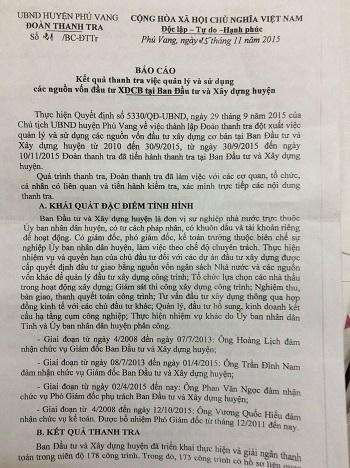 UBND HUYỆN PHÚ VANG
ĐOÀN THANH TRA
Số 21 /BC-ĐTTr
CỘNG HÒA XÃ HỘI CHỦ NGHĨA VIỆT NAM
Độc lập – Tự do – Hạnh phúc
Phú Vang, ngày 25 tháng 11 năm 2015
BÁO CÁO
Kết quả thanh tra việc quản lý và sử dụng
các nguồn vốn đầu tư XDCB tại Ban Đầu tư và Xây dựng huyện
Thực hiện Quyết định số 5330/QĐ-UBND, ngày 29 tháng 9 năm 2015 của
Chủ tịch UBND huyện Phú Vang về việc thành lập Đoàn thanh tra đột xuất việc
quản lý và sử dụng các nguồn vốn đầu tư xây dựng cơ bản tại Ban Đầu tư và
Xây dựng huyện từ 2010 đến 30/9/2015, từ ngày 30/9/2015 đến ngày
10/11/2015 Đoàn thanh tra đã tiến hành thanh tra tại Ban Đầu tư và Xây dựng
huyện.
Quá trình thanh tra, Đoàn thanh tra đã làm việc với các cơ quan, tổ chức,
cá nhân có liên quan và tiến hành kiểm tra, xác minh trực tiếp các nội dung
thanh tra.
A. KHÁI QUÁT ĐẶC ĐIỂM TÌNH HÌNH
Ban Đầu tư và Xây dựng huyện là đơn vị sự nghiệp nhà nước trực thuộc
Ủy ban nhân dân huyện, có tư cách pháp nhân, có khuôn dấu và tài khoản riêng
để hoạt động. Có giám đốc, phó giám đốc, kế toán trưởng thuộc biên chế sự
nghiệp Ủy ban nhân dân huyện, làm việc theo chế độ chuyên trách. Thực hiện
nhiệm vụ và quyền hạn của chủ đầu tư đối với các dự án đầu tư xây dựng được
cấp quyết định đầu tư giao bằng nguồn vốn ngân sách Nhà nước và các nguồn
vốn khác để quản lý đầu tư xây dựng công trình; Tổ chức lựa chọn các nhà thầu
trong hoạt động xây dựng; Giám sát thi công xây dựng công trình; Nghiệm thu,
bàn giao, thanh quyết toán công trình; Tư vấn đầu tư xây dựng thông qua hợp
đồng kinh tế với các chủ đầu tư khác; Quản lý, đầu tư bổ sung, kinh doanh kết
cấu hạ tầng cụm công nghiệp; Thực hiện nhiệm vụ khác do Ủy ban nhân dân
Tỉnh và Ủy ban nhân dân huyện phân công.
- Giai đoạn từ ngày 4/2008 đến ngày 07/7/2013: Ông Hoàng Lịch đảm
nhận chức vụ Giám đốc Ban Đầu tư và Xây dựng huyện;
- Giai đoạn từ ngày 08/7/2013 đến ngày 01/4/2015: Ông Trần Đình Nam
đảm nhận chức vụ Giám đốc Ban Đầu tư và Xây dựng huyện;
- Giai đoạn từ ngày 02/4/2015 đến nay: Ông Phan Văn Ngọc đảm nhận
chức vụ Phó Giám đốc phụ trách Ban Đầu tư và Xây dựng huyện;
- Giai đoạn từ 4/2008 đến ngày 12/10/2015: Ông Vương Quốc Hiếu đảm
nhận chức vụ kế toán. Được bổ nhiệm Phó Giám đốc từ tháng 12/2011 đến nay.
B. KẾT QUẢ THANH TRA
Ban Đầu tư và Xây dựng huyện đã triển khai thực hiện và giải ngân thanh
toán trong niên độ 178 công trình. Trong đó, 173 công trình có hồ sơ liên quan